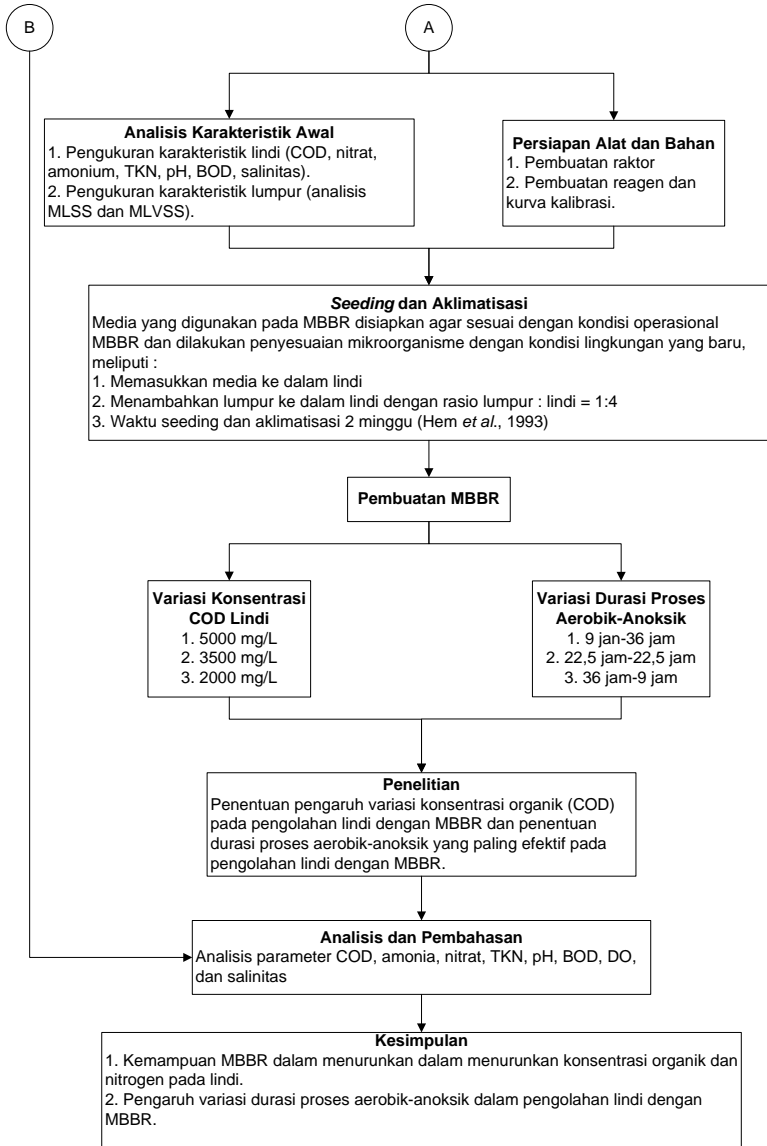 B
A
Analisis Karakteristik Awal
1. Pengukuran karakteristik lindi (COD, nitrat,
amonium, TKN, pH, BOD, salinitas).
2. Pengukuran karakteristik lumpur (analisis
MLSS dan MLVSS).
Persiapan Alat dan Bahan
1. Pembuatan raktor
2. Pembuatan reagen dan
kurva kalibrasi.
Seeding dan Aklimatisasi
Media yang digunakan pada MBBR disiapkan agar sesuai dengan kondisi operasional
MBBR dan dilakukan penyesuaian mikroorganisme dengan kondisi lingkungan yang baru,
meliputi :
1. Memasukkan media ke dalam lindi
2. Menambahkan lumpur ke dalam lindi dengan rasio lumpur : lindi = 1:4
3. Waktu seeding dan aklimatisasi 2 minggu (Hem et al., 1993)
Pembuatan MBBR
Variasi Konsentrasi
COD Lindi
1. 5000 mg/L
2. 3500 mg/L
3. 2000 mg/L
Variasi Durasi Proses
Aerobik-Anoksik
1. 9 jan-36 jam
2. 22,5 jam-22,5 jam
3. 36 jam-9 jam
Penelitian
Penentuan pengaruh variasi konsentrasi organik (COD)
pada pengolahan lindi dengan MBBR dan penentuan
durasi proses aerobik-anoksik yang paling efektif pada
pengolahan lindi dengan MBBR.
Analisis dan Pembahasan
Analisis parameter COD, amonia, nitrat, TKN, pH, BOD, DO,
dan salinitas
Kesimpulan
1. Kemampuan MBBR dalam menurunkan dalam menurunkan konsentrasi organik dan
nitrogen pada lindi.
2. Pengaruh variasi durasi proses aerobik-anoksik dalam pengolahan lindi dengan
MBBR.